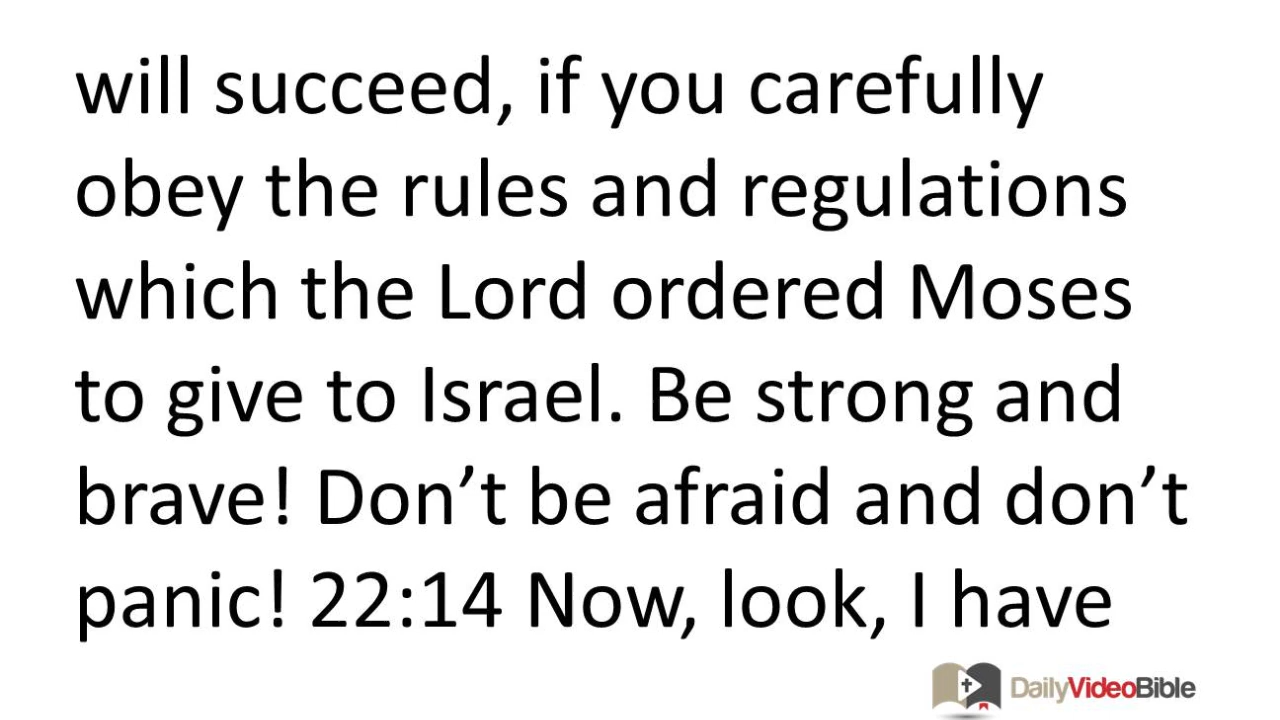 will succeed, if you carefully
obey the rules and regulations
which the Lord ordered Moses
to give to Israel. Be strong and
brave! Don’t be afraid and don’t
panic! 22:14 Now, look, I have
DailyVideoBible